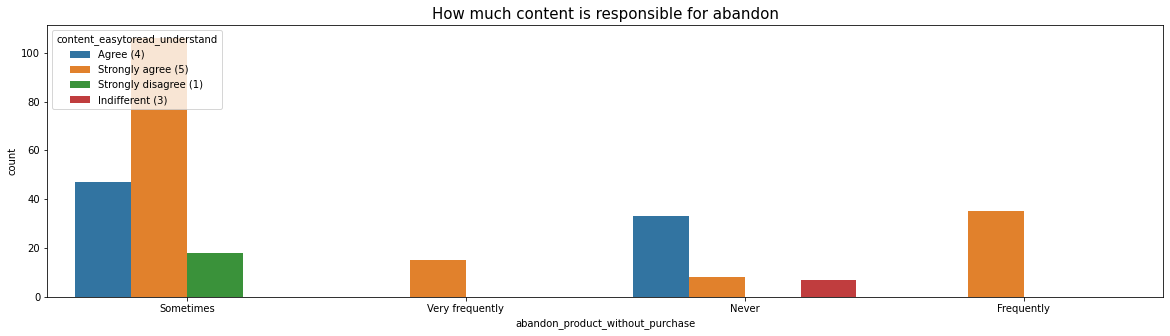 How much content is responsible for abandon
content_easytoread_understand
Agree (4)
Strongly agree (5)
Strongly disagree (1)
Indifferent (3)
100
80
60
40
20
0
count
Sometimes
Very frequently
Never
Frequently
abandon_product_without_purchase